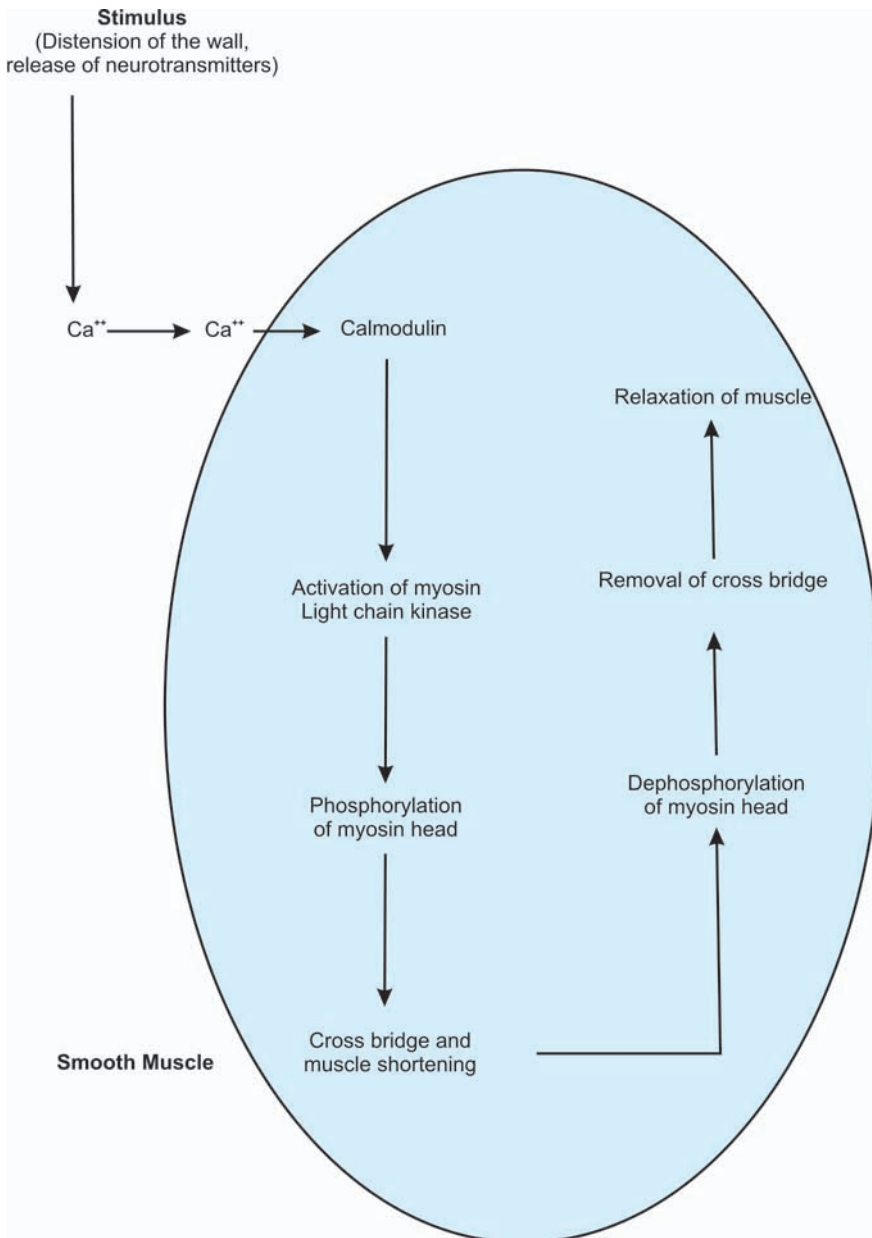 Stimulus
(Distension of the wall,
release of neurotransmitters)
Ca⁺⁺
Ca⁺⁺
Calmodulin
Activation of myosin
Light chain kinase
Phosphorylation
of myosin head
Cross bridge and
muscle shortening
Dephosphorylation
of myosin head
Removal of cross bridge
Relaxation of muscle
Smooth Muscle